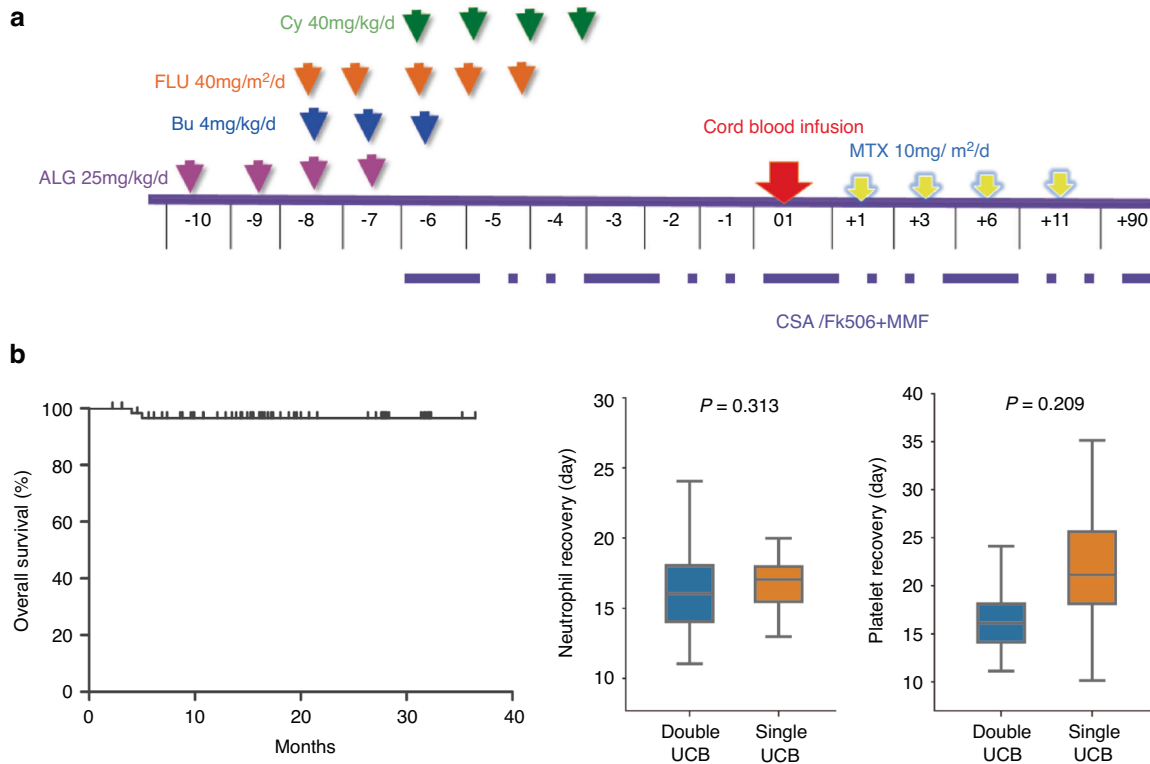 a
Cy 40mg/kg/d
FLU 40mg/m²/d
Bu 4mg/kg/d
ALG 25mg/kg/d
Cord blood infusion
MTX 10mg/ m²/d
-10 -9 -8 -7 -6 -5 -4 -3 -2 -1 01 +1 +3 +6 +11 +90
CSA /Fk506+MMF
b
Overall survival (%)
100
80
60
40
20
0
0 10 20 30 40
Months
Neutrophil recovery (day)
P = 0.313
30
25
20
15
10
Double UCB
Single UCB
Platelet recovery (day)
P = 0.209
40
35
30
25
20
15
10
Double UCB
Single UCB